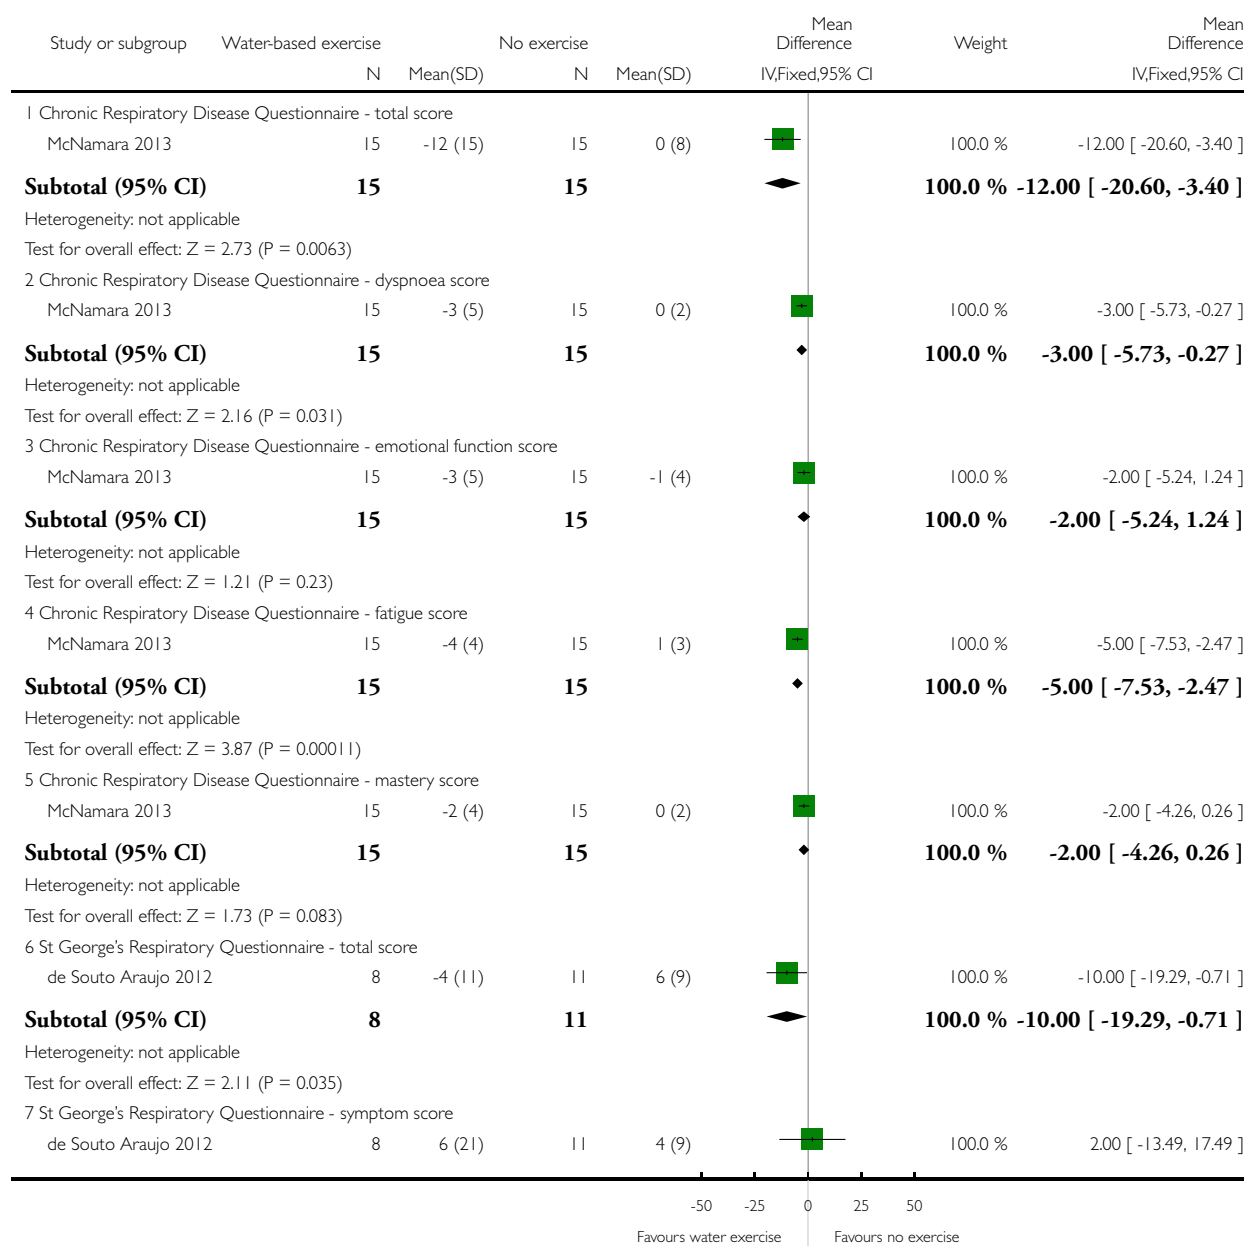 Mean Mean
Study or subgroup Water-based exercise No exercise Difference Weight Difference
N Mean(SD) N Mean(SD) IV,Fixed,95% CI IV,Fixed,95% CI
1 Chronic Respiratory Disease Questionnaire - total score
McNamara 2013 15 -12 (15) 15 0 (8) 100.0 % -12.00 [ -20.60, -3.40 ]
Subtotal (95% CI) 15 15 100.0 % -12.00 [ -20.60, -3.40 ]
Heterogeneity: not applicable
Test for overall effect: Z = 2.73 (P = 0.0063)
2 Chronic Respiratory Disease Questionnaire - dyspnoea score
McNamara 2013 15 -3 (5) 15 0 (2) 100.0 % -3.00 [ -5.73, -0.27 ]
Subtotal (95% CI) 15 15 100.0 % -3.00 [ -5.73, -0.27 ]
Heterogeneity: not applicable
Test for overall effect: Z = 2.16 (P = 0.031)
3 Chronic Respiratory Disease Questionnaire - emotional function score
McNamara 2013 15 -3 (5) 15 -1 (4) 100.0 % -2.00 [ -5.24, 1.24 ]
Subtotal (95% CI) 15 15 100.0 % -2.00 [ -5.24, 1.24 ]
Heterogeneity: not applicable
Test for overall effect: Z = 1.21 (P = 0.23)
4 Chronic Respiratory Disease Questionnaire - fatigue score
McNamara 2013 15 -4 (4) 15 1 (3) 100.0 % -5.00 [ -7.53, -2.47 ]
Subtotal (95% CI) 15 15 100.0 % -5.00 [ -7.53, -2.47 ]
Heterogeneity: not applicable
Test for overall effect: Z = 3.87 (P = 0.00011)
5 Chronic Respiratory Disease Questionnaire - mastery score
McNamara 2013 15 -2 (4) 15 0 (2) 100.0 % -2.00 [ -4.26, 0.26 ]
Subtotal (95% CI) 15 15 100.0 % -2.00 [ -4.26, 0.26 ]
Heterogeneity: not applicable
Test for overall effect: Z = 1.73 (P = 0.083)
6 St George's Respiratory Questionnaire - total score
de Souto Araujo 2012 8 -4 (11) 11 6 (9) 100.0 % -10.00 [ -19.29, -0.71 ]
Subtotal (95% CI) 8 11 100.0 % -10.00 [ -19.29, -0.71 ]
Heterogeneity: not applicable
Test for overall effect: Z = 2.11 (P = 0.035)
7 St George's Respiratory Questionnaire - symptom score
de Souto Araujo 2012 8 6 (21) 11 4 (9) 100.0 % 2.00 [ -13.49, 17.49 ]
-50 -25 0 25 50
Favours water exercise Favours no exercise